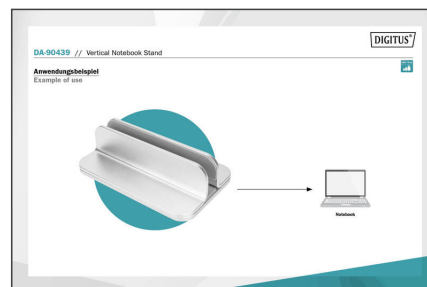 DIGITUS®
DA-90439 // Vertical Notebook Stand
Anwendungsbeispiel
Example of use
Notebook